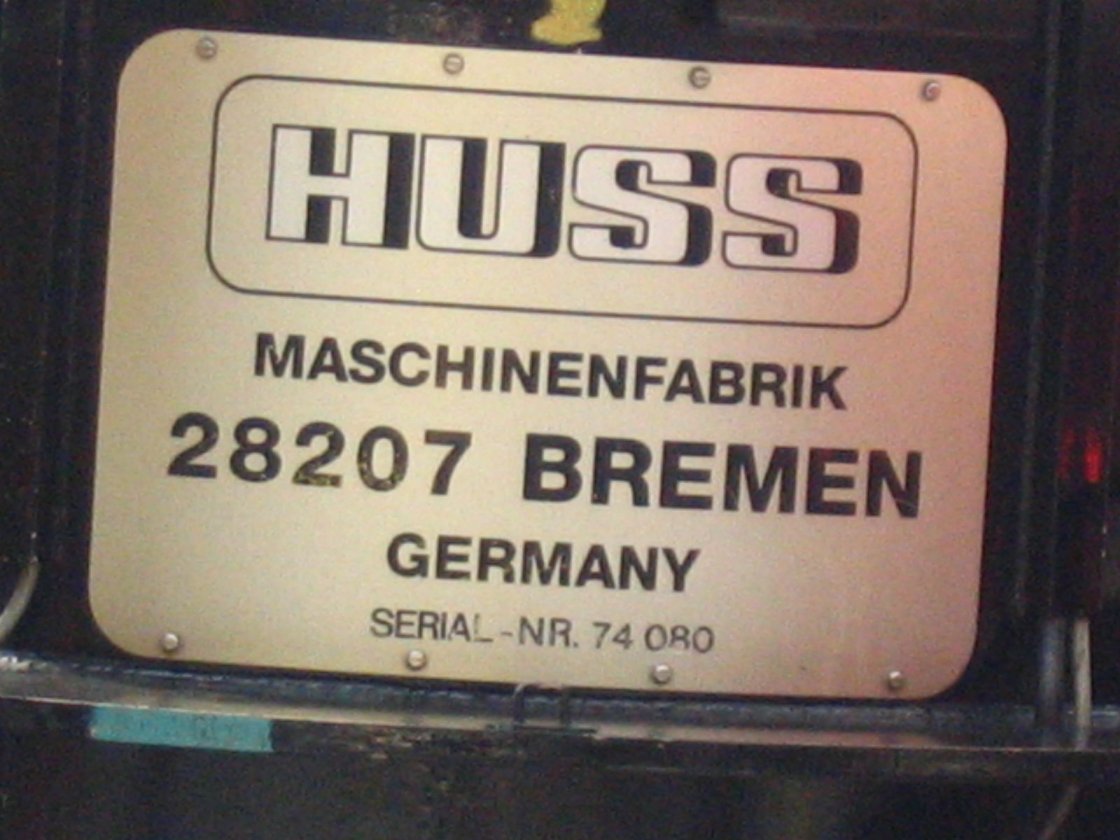 HUSS
MASCHINENFABRIK
28207 BREMEN
GERMANY
SERIAL-NR. 74 080